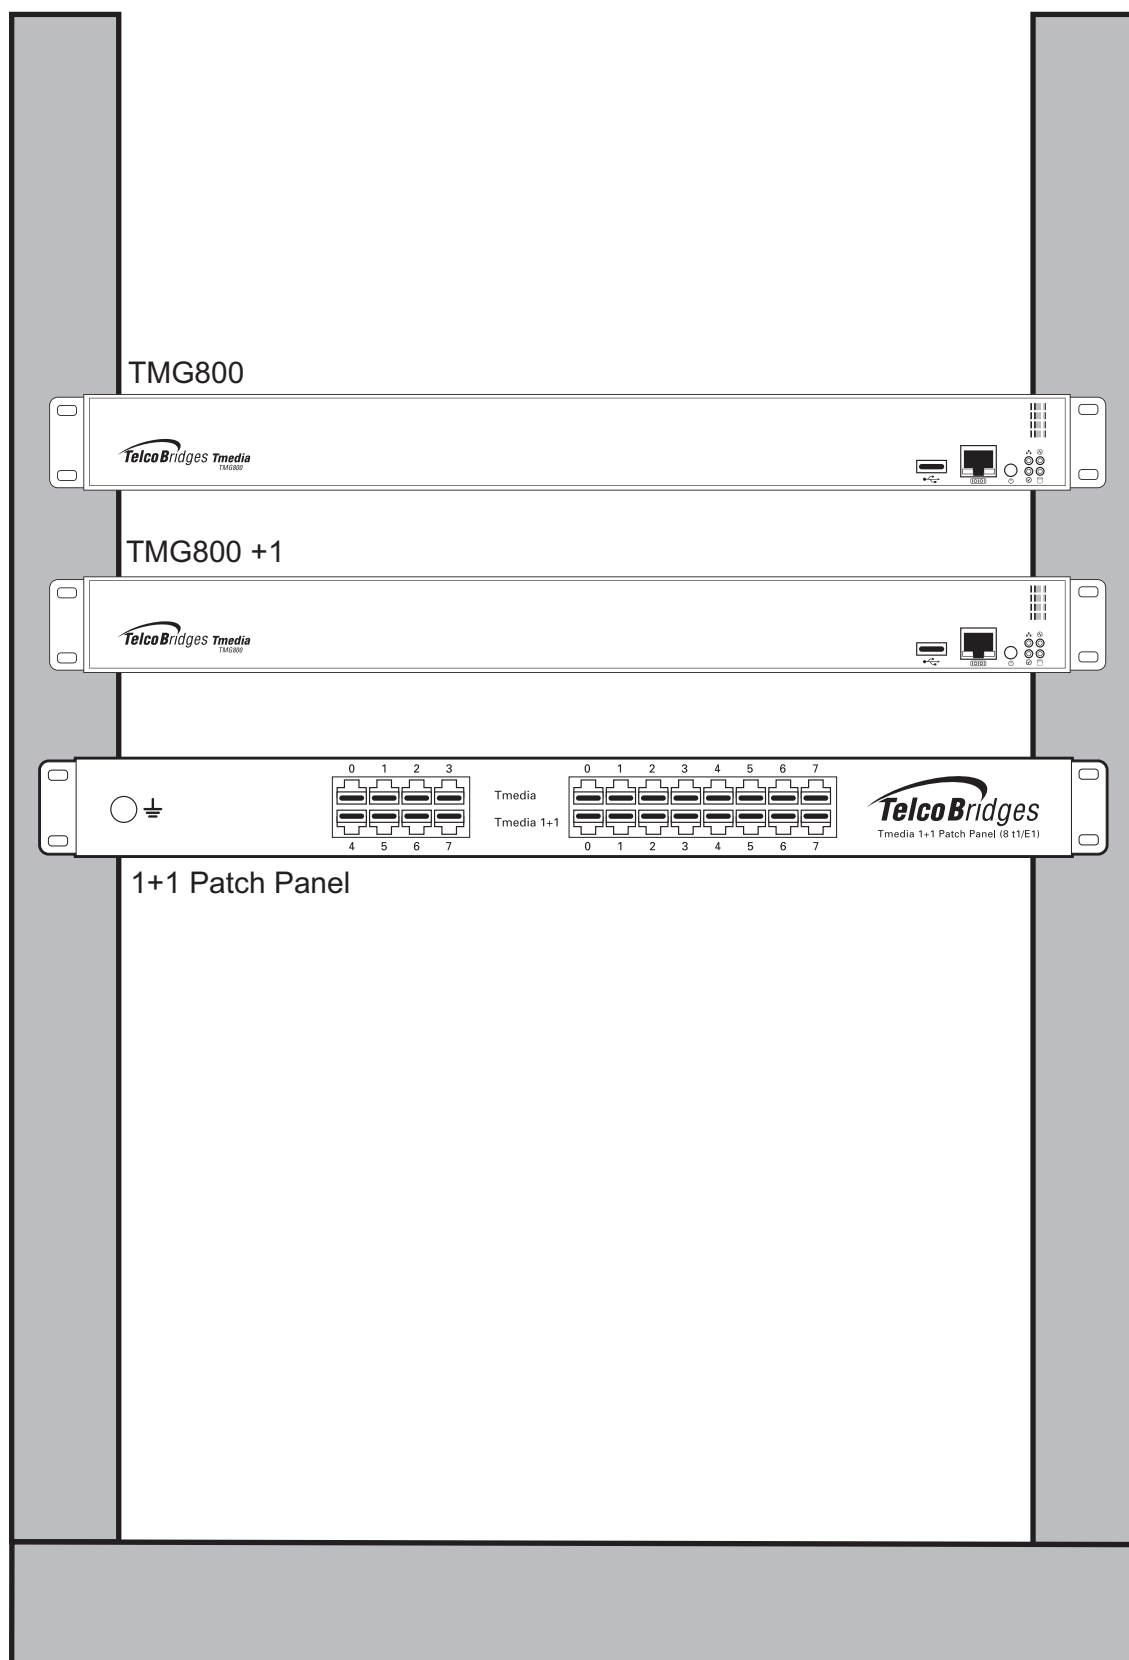 TMG800
TelcoBridges Tmedia
TMG800
TMG800 +1
TelcoBridges Tmedia
TMG800
0 1 2 3
Tmedia
Tmedia 1+1
4 5 6 7
0 1 2 3 4 5 6 7
0 1 2 3 4 5 6 7
TelcoBridges
Tmedia 1+1 Patch Panel (8 t1/E1)
1+1 Patch Panel